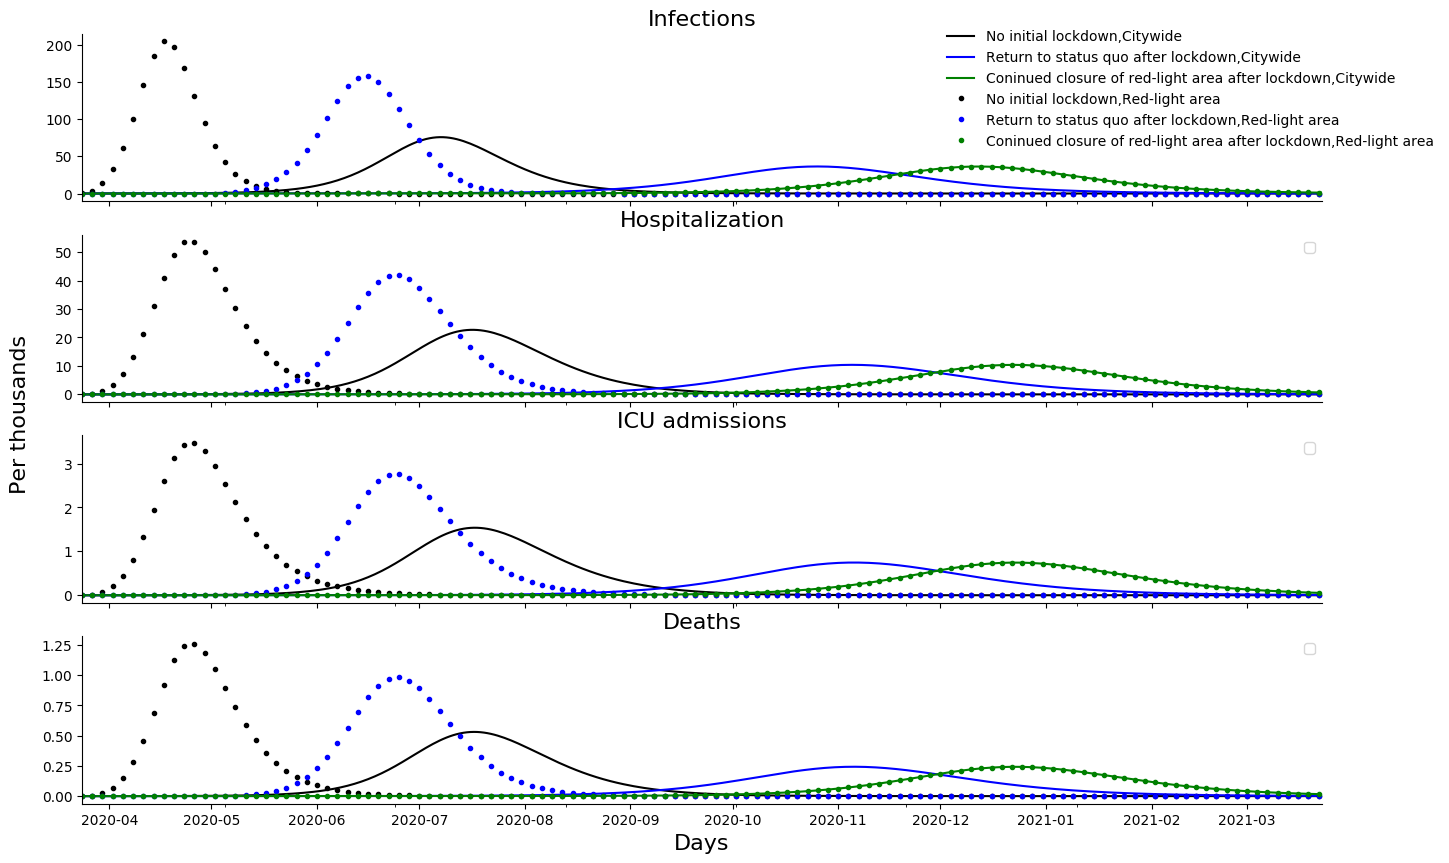 Infections
No initial lockdown,Citywide
Return to status quo after lockdown,Citywide
Coninued closure of red-light area after lockdown,Citywide
No initial lockdown,Red-light area
Return to status quo after lockdown,Red-light area
Coninued closure of red-light area after lockdown,Red-light area
200
150
100
50
0
Hospitalization
50
40
30
20
10
0
Per thousands
ICU admissions
3
2
1
0
Deaths
1.25
1.00
0.75
0.50
0.25
0.00
2020-04 2020-05 2020-06 2020-07 2020-08 2020-09 2020-10 2020-11 2020-12 2021-01 2021-02 2021-03
Days